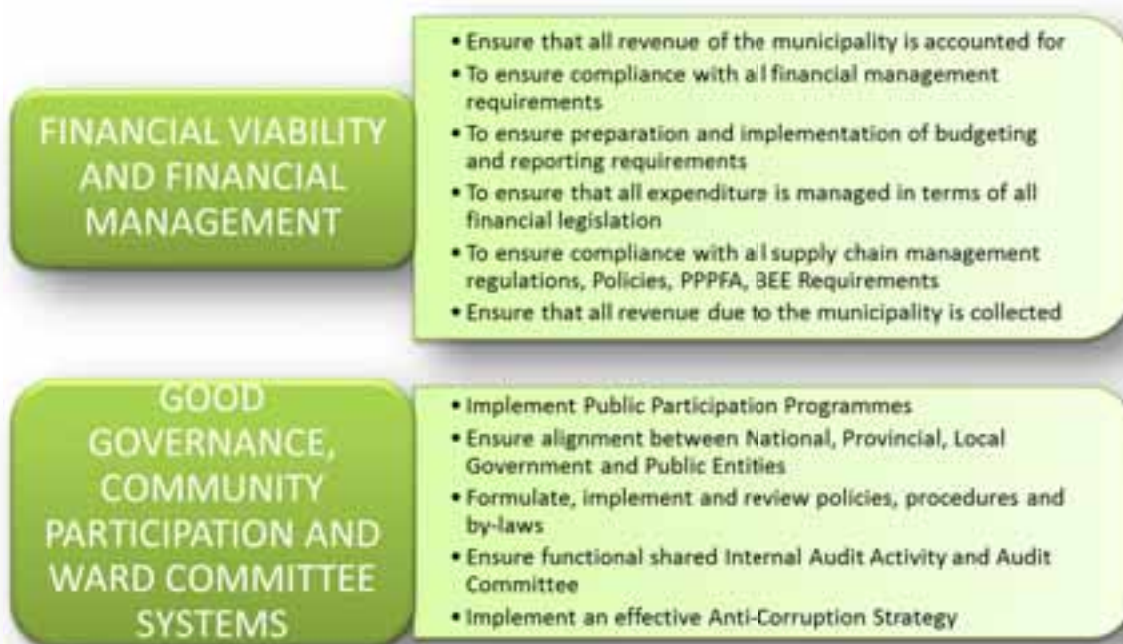 FINANCIAL VIABILITY
AND FINANCIAL
MANAGEMENT
• Ensure that all revenue of the municipality is accounted for
• To ensure compliance with all financial management
requirements
• To ensure preparation and implementation of budgeting
and reporting requirements
• To ensure that all expenditure is managed in terms of all
financial legislation
• To ensure compliance with all supply chain management
regulations, Policies, PPPFA, BEE Requirements
• Ensure that all revenue due to the municipality is collected
GOOD
GOVERNANCE,
COMMUNITY
PARTICIPATION AND
WARD COMMITTEE
SYSTEMS
• Implement Public Participation Programmes
• Ensure alignment between National, Provincial, Local
Government and Public Entities
• Formulate, implement and review policies, procedures and
by-laws
• Ensure functional shared Internal Audit Activity and Audit
Committee
• Implement an effective Anti-Corruption Strategy